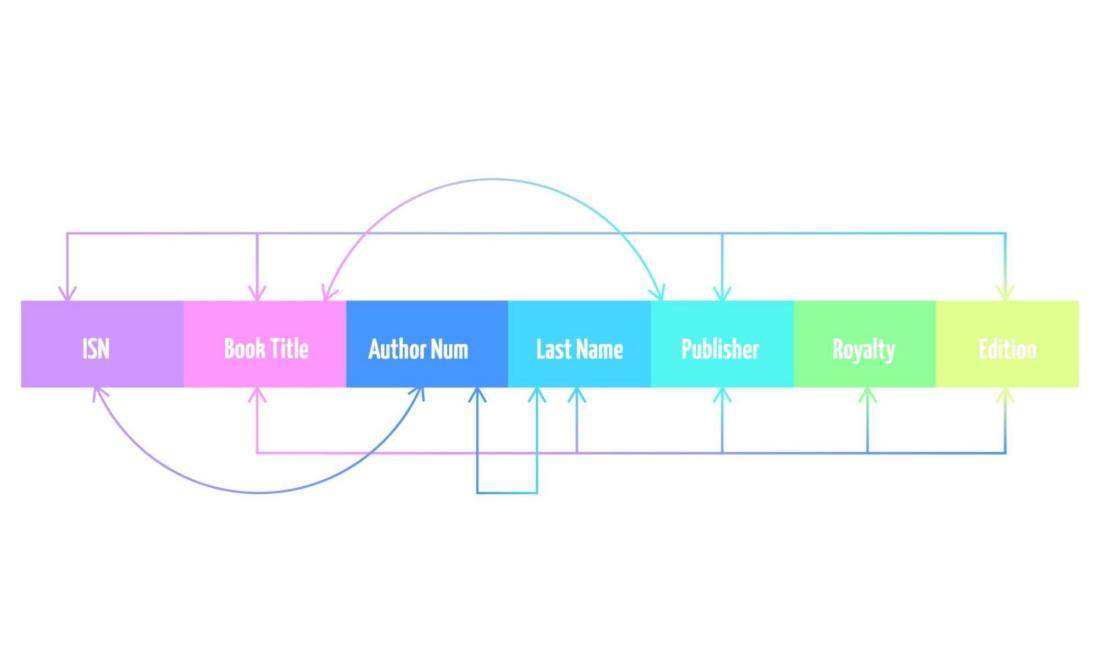 ISN
Book Title
Author Num
Last Name
Publisher
Royalty
Edition